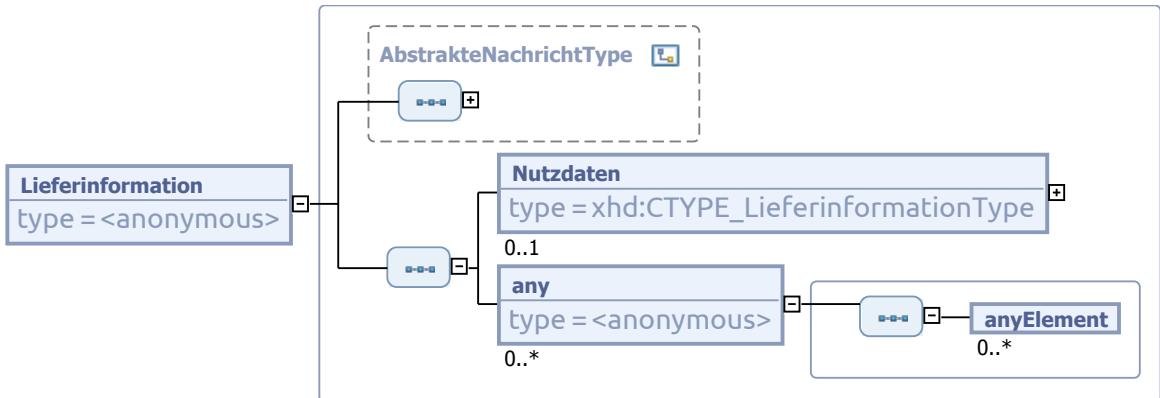 AbstrakteNachrichtType
Lieferinformation
type = <anonymous>
Nutzdaten
type = xhd:CTYPE_LieferinformationType
0..1
any
type = <anonymous>
0..*
anyElement
0..*